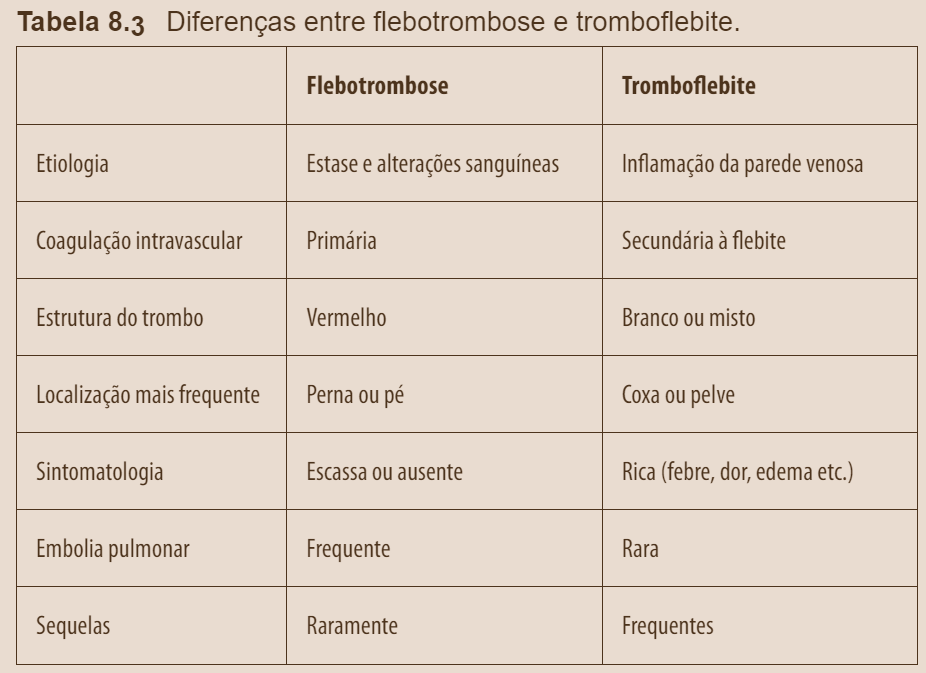 Tabela 8.3 Diferenças entre flebotrombose e tromboflebite.
Flebotrombose Tromboflebite
Etiologia Estase e alterações sanguíneas Inflamação da parede venosa
Coagulação intravascular Primária Secundária à flebite
Estrutura do trombo Vermelho Branco ou misto
Localização mais frequente Perna ou pé Coxa ou pelve
Sintomatologia Escassa ou ausente Rica (febre, dor, edema etc.)
Embolia pulmonar Frequente Rara
Sequelas Raramente Frequentes